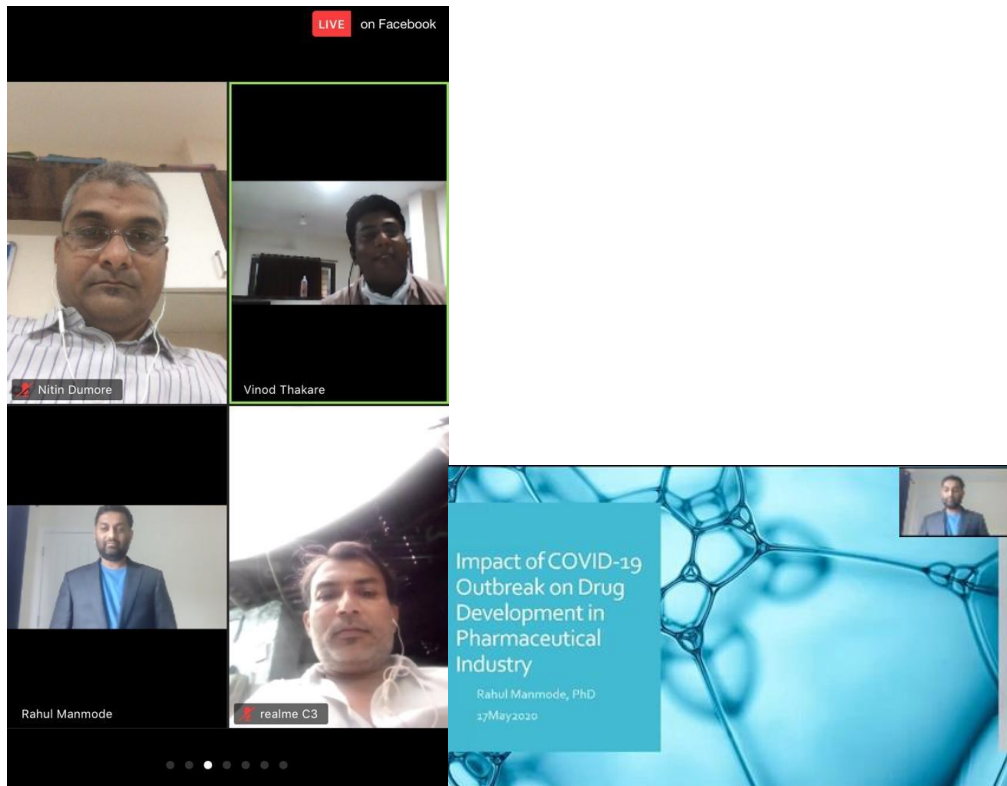 LIVE on Facebook
Nitin Dumore
Vinod Thakare
Rahul Manmode
realme C3
Impact of COVID-19
Outbreak on Drug
Development in
Pharmaceutical
Industry
Rahul Manmode, PhD
17May2020